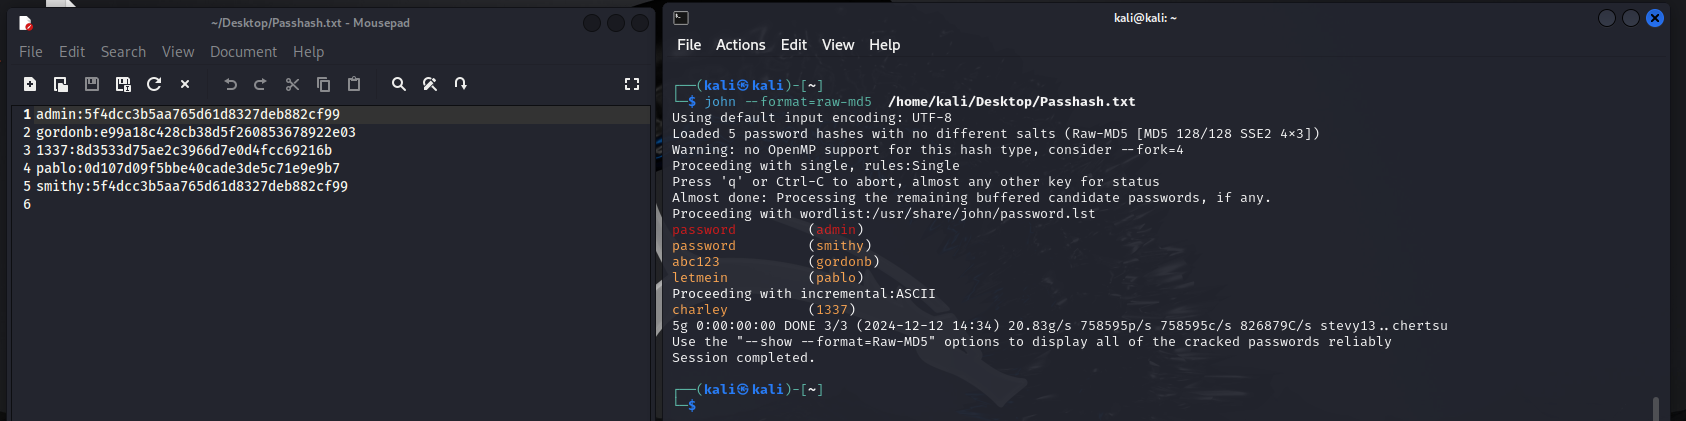 ~/Desktop/Passhash.txt - Mousepad
File Edit Search View Document Help
1 admin:5f4dcc3b5aa765d61d8327deb882cf99
2 gordonb:e99a18c428cb38d5f260853678922e03
3 1337:8d3533d75ae2c3966d7e0d4fcc69216b
4 pablo:0d107d09f5bbe40cade3de5c71e9e9b7
5 smithy:5f4dcc3b5aa765d61d8327deb882cf99
6
kali@kali: ~
File Actions Edit View Help
┌──(kali㉿kali)-[~]
└─$ john --format=raw-md5  /home/kali/Desktop/Passhash.txt
Using default input encoding: UTF-8
Loaded 5 password hashes with no different salts (Raw-MD5 [MD5 128/128 SSE2 4×3])
Warning: no OpenMP support for this hash type, consider --fork=4
Proceeding with single, rules:Single
Press 'q' or Ctrl-C to abort, almost any other key for status
Almost done: Processing the remaining buffered candidate passwords, if any.
Proceeding with wordlist:/usr/share/john/password.lst
password         (admin)
password         (smithy)
abc123           (gordonb)
letmein          (pablo)
Proceeding with incremental:ASCII
charley          (1337)
5g 0:00:00:00 DONE 3/3 (2024-12-12 14:34) 20.83g/s 758595p/s 758595c/s 826879C/s stevy13..chertsu
Use the "--show --format=Raw-MD5" options to display all of the cracked passwords reliably
Session completed.
┌──(kali㉿kali)-[~]
└─$